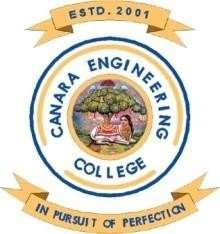 ESTD. 2001
CANARA ENGINEERING
COLLEGE
IN PURSUIT OF PERFECTION